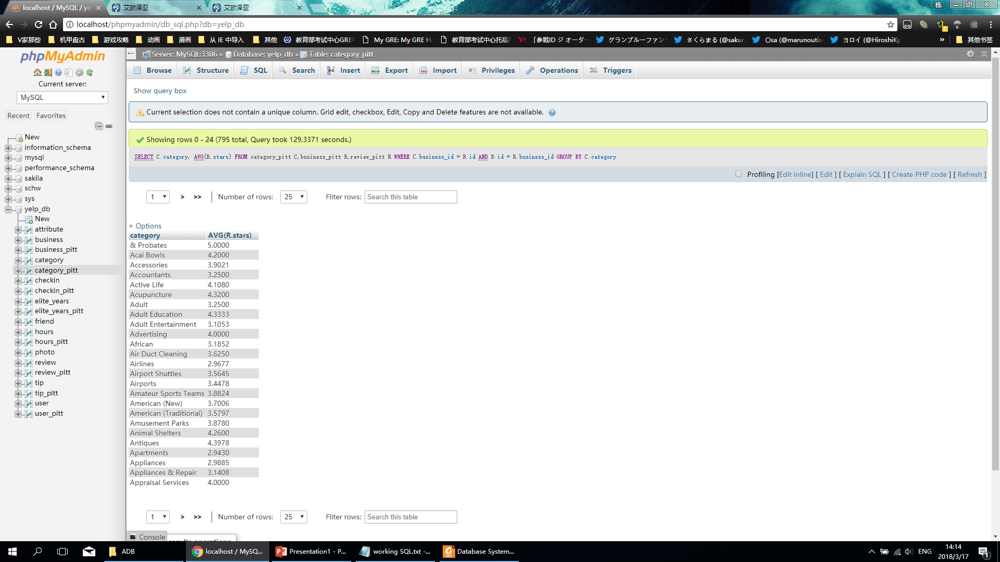 localhost / MySQL / ye
艾欧泽亚
艾欧泽亚
栋
localhost/phpmyadmin/db_sql.php?db=yelp_db
V家那些
机甲盘古
游戏攻略
动画
漫画
从 IE 中导入
其他
教育部考试中心GRE
My GRE: My GRE H
教育部考试中心托福
「参戦ID ジ オーダー
グランブルーファン
さくらまる (@sakur
Osa (@marunoutis
ヨロイ (@HiroshiKy
»
其他书签
phpMyAdmin
Current server:
MySQL
Recent Favorites
New
information_schema
mysql
performance_schema
sakila
schw
sys
yelp_db
New
attribute
business
business_pitt
category
category_pitt
checkin
checkin_pitt
elite_years
elite_years_pitt
friend
hours
hours_pitt
photo
review
review_pitt
tip
tip_pitt
user
user_pitt
Server: MySQL:3306 » Database: yelp_db » Table: category_pitt
Browse Structure SQL Search Insert Export Import Privileges Operations Triggers
Show query box
Current selection does not contain a unique column. Grid edit, checkbox, Edit, Copy and Delete features are not available.
Showing rows 0 - 24 (795 total, Query took 129.3371 seconds.)
SELECT C.category, AVG(R.stars) FROM category_pitt C,business_pitt B,review_pitt R WHERE C.business_id = B.id AND B.id = R.business_id GROUP BY C.category
Profiling [Edit inline] [ Edit ] [ Explain SQL ] [ Create PHP code ] [ Refresh ]
1 > >> | Number of rows: 25 Filter rows: Search this table
+ Options
category AVG(R.stars)
& Probates 5.0000
Acai Bowls 4.2000
Accessories 3.9021
Accountants 3.2500
Active Life 4.1080
Acupuncture 4.3200
Adult 3.2500
Adult Education 4.3333
Adult Entertainment 3.1053
Advertising 4.0000
African 3.1852
Air Duct Cleaning 3.6250
Airlines 2.9677
Airport Shuttles 3.5645
Airports 3.4478
Amateur Sports Teams 3.8824
American (New) 3.7006
American (Traditional) 3.5797
Amusement Parks 3.8780
Animal Shelters 4.2600
Antiques 4.3978
Apartments 2.9430
Appliances 2.9885
Appliances & Repair 3.1408
Appraisal Services 4.0000
1 > >> | Number of rows: 25 Filter rows: Search this table
Console
ADB
localhost / MySQ...
Presentation1 - P...
working SQL.txt -...
Database System...
ENG
14:14
2018/3/17
1